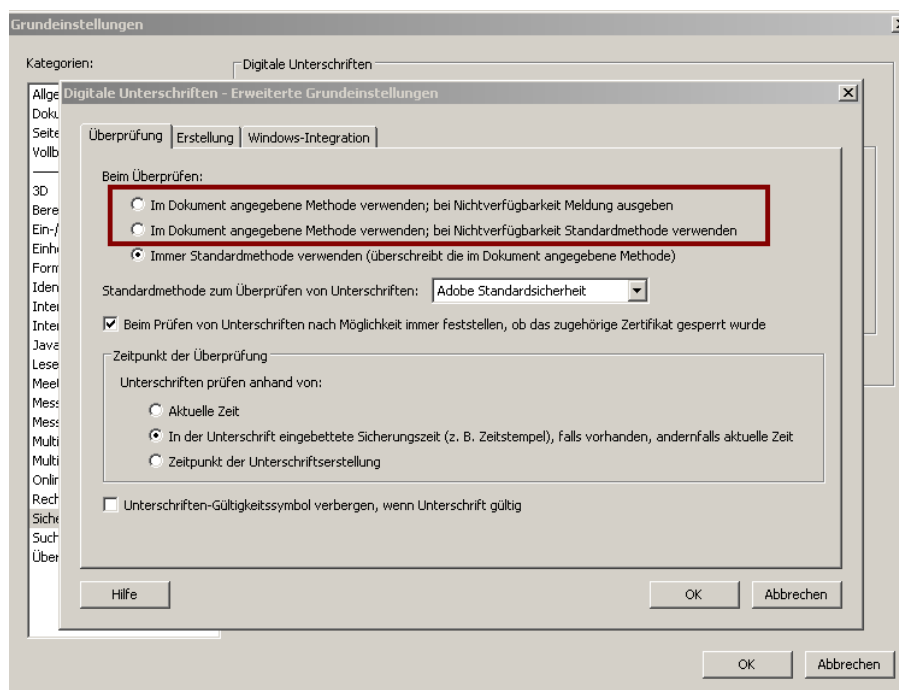 Grundeinstellungen
Kategorien:
Digitale Unterschriften
Digitale Unterschriften - Erweiterte Grundeinstellungen
Überprüfung
Erstellung
Windows-Integration
3D
Beim Überprüfen:
Im Dokument angegebene Methode verwenden; bei Nichtverfügbarkeit Meldung ausgeben
Im Dokument angegebene Methode verwenden; bei Nichtverfügbarkeit Standardmethode verwenden
Immer Standardmethode verwenden (überschreibt die im Dokument angegebene Methode)
Standardmethode zum Überprüfen von Unterschriften: Adobe Standardsicherheit
Beim Prüfen von Unterschriften nach Möglichkeit immer feststellen, ob das zugehörige Zertifikat gesperrt wurde
Zeitpunkt der Überprüfung
Unterschriften prüfen anhand von:
Aktuelle Zeit
In der Unterschrift eingebettete Sicherungszeit (z. B. Zeitstempel), falls vorhanden, andernfalls aktuelle Zeit
Zeitpunkt der Unterschriftserstellung
Unterschriften-Gültigkeitssymbol verbergen, wenn Unterschrift gültig
Hilfe
OK
Abbrechen
OK
Abbrechen